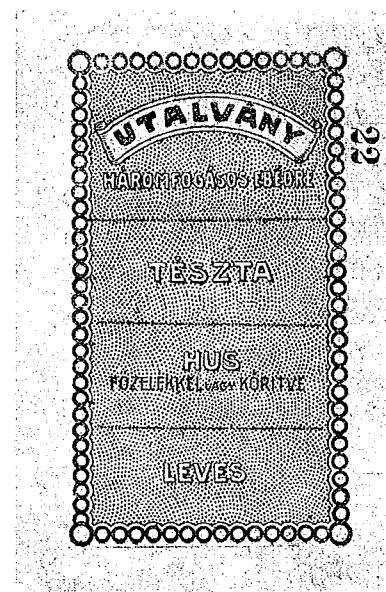 UTALVÁNY
HÁROMFOGÁSOS EBÉDRE
22
TÉSZTA
HUS
FŐZELÉKKEL VAGY KÖRITVE
LEVES